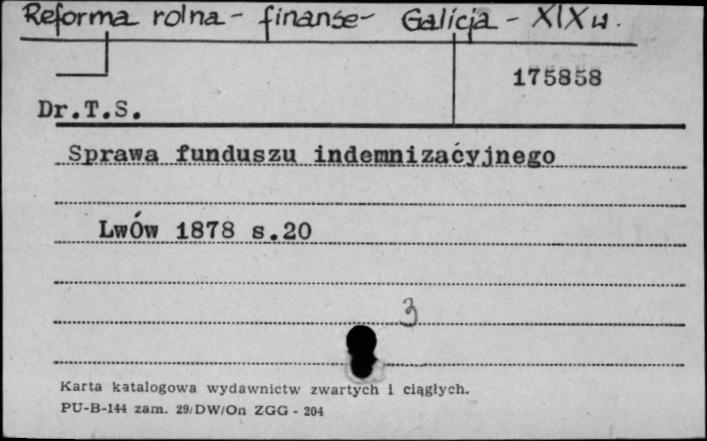 Reforma rolna - finanse - Galicja - XIX w.
175858
Dr.T.S.
Sprawa funduszu indemnizacyjnego
Lwów 1878 s.20
3
Karta katalogowa wydawnictw zwartych i ciągłych.
PU-B-144 zam. 29/DW/On ZGG - 204